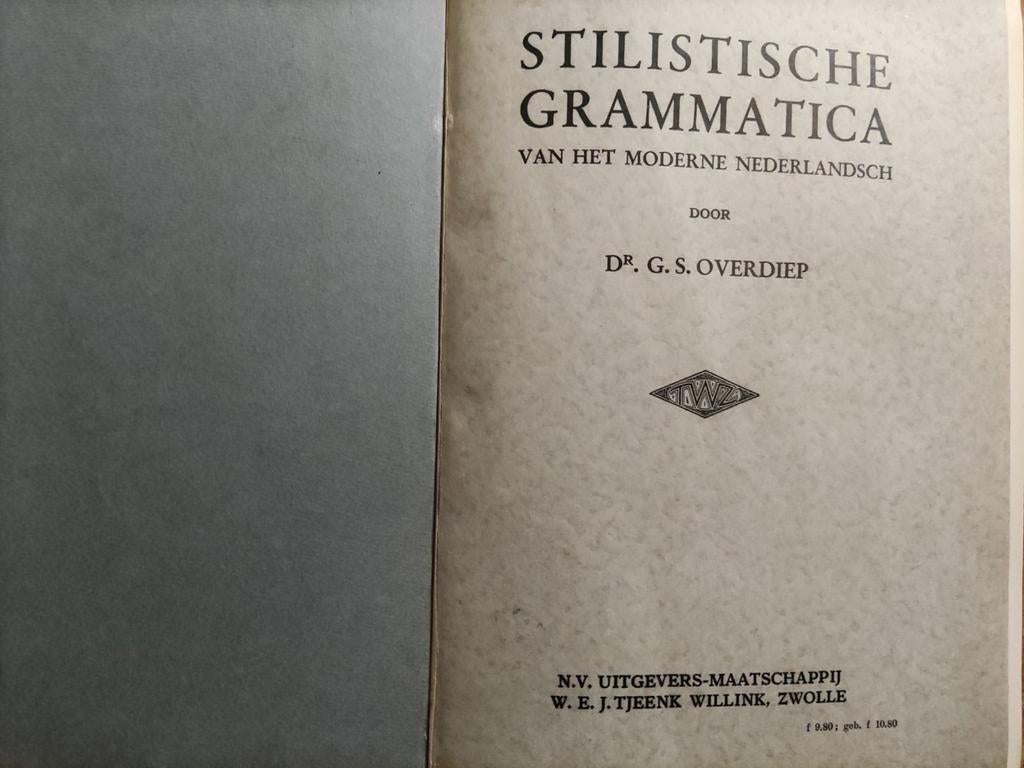 STILISTISCHE
GRAMMATICA
VAN HET MODERNE NEDERLANDSCH
DOOR
DR. G. S. OVERDIEP
TWZ
N.V. UITGEVERS-MAATSCHAPPIJ
W. E. J. TJEENK WILLINK, ZWOLLE
f 9.80; geb. f 10.80